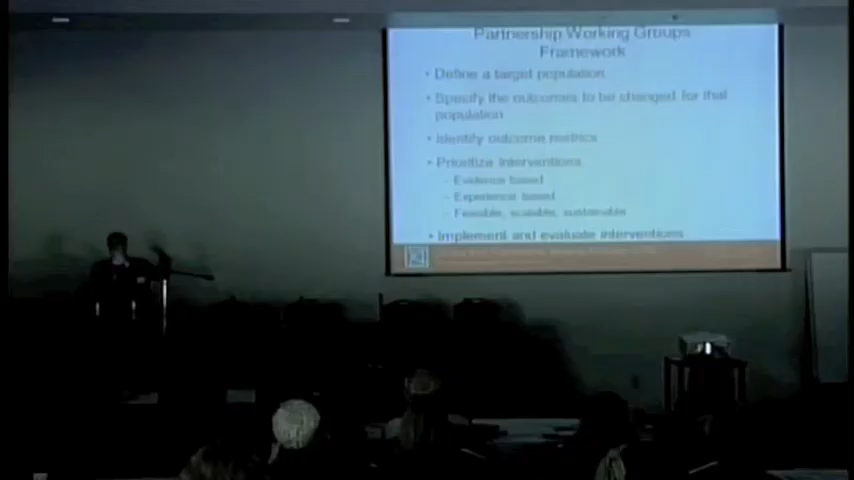 Partnership Working Groups
Framework
• Define a target population
• Specify the outcomes to be changed for that
population
• Identify outcome metrics
• Prioritize interventions
– Evidence based
– Experience based
– Feasible, scalable, sustainable
• Implement and evaluate interventions